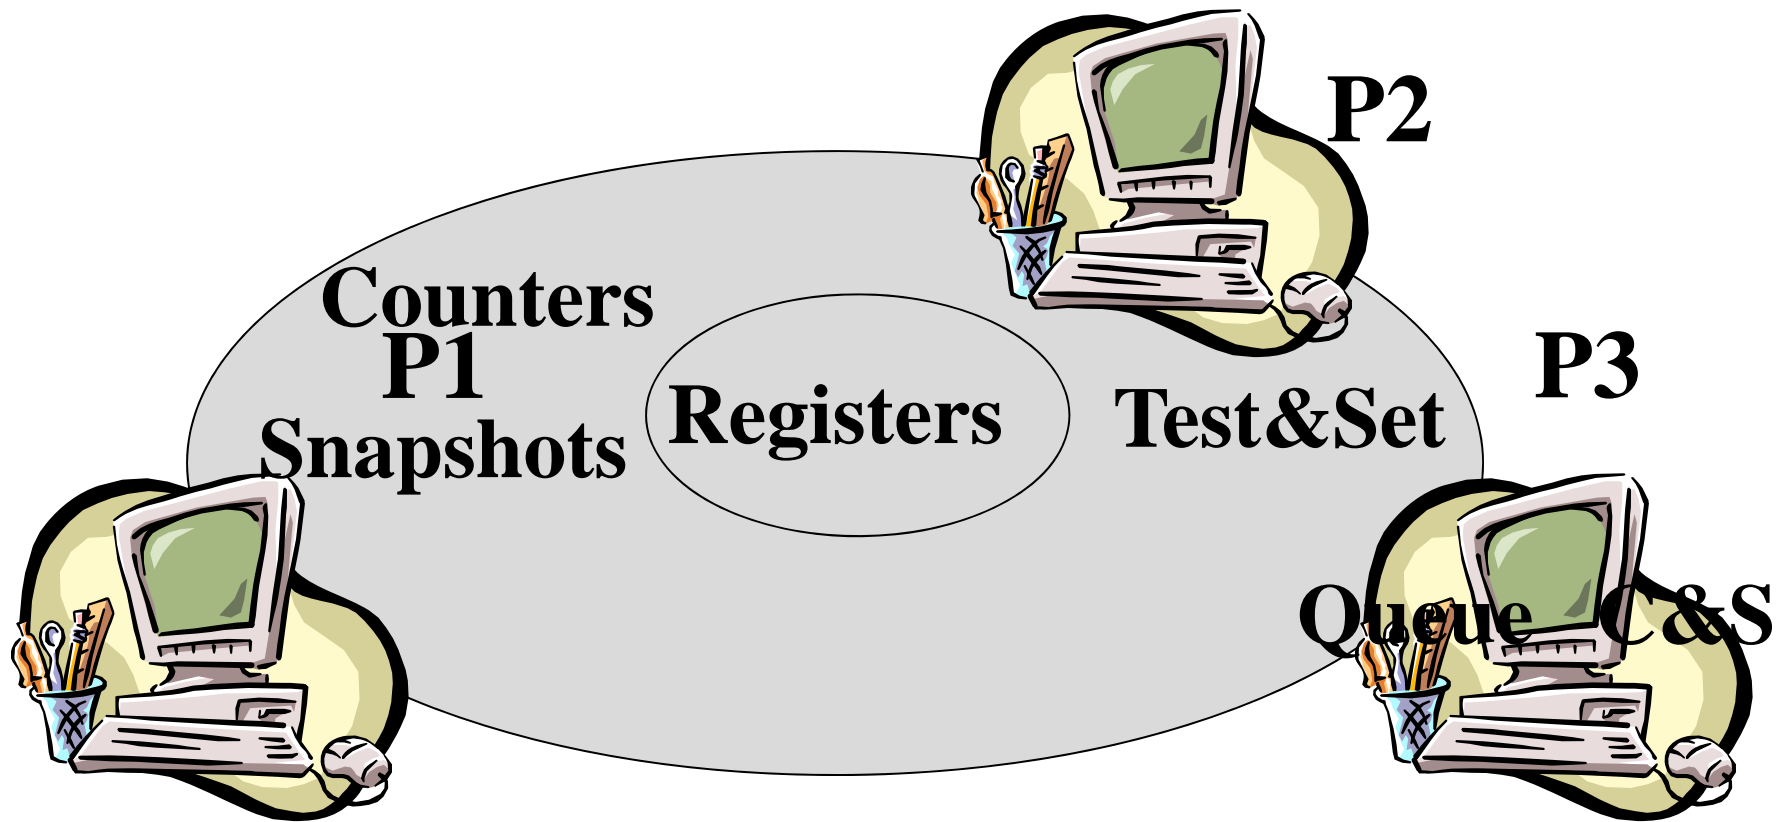 P2
Counters
P1
P3
Registers
Test&Set
Snapshots
Queue C&S